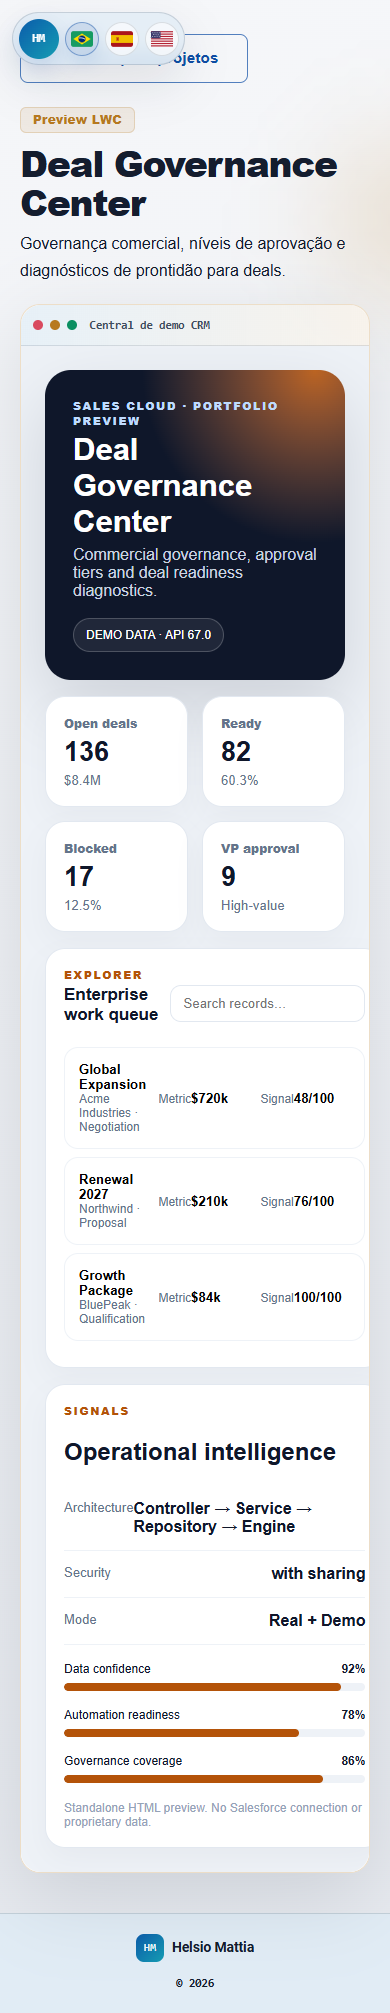 HM
ojetos
Preview LWC
Deal Governance
Center
Governança comercial, níveis de aprovação e
diagnósticos de prontidão para deals.
Central de demo CRM
SALES CLOUD · PORTFOLIO
PREVIEW
Deal
Governance
Center
Commercial governance, approval
tiers and deal readiness
diagnostics.
DEMO DATA · API 67.0
Open deals
136
$8.4M
Ready
82
60.3%
Blocked
17
12.5%
VP approval
9
High-value
EXPLORER
Enterprise
work queue
Search records...
Global
Expansion
Acme
Industries ·
Negotiation
Metric$720k
Signal48/100
Renewal
2027
Northwind ·
Proposal
Metric$210k
Signal76/100
Growth
Package
BluePeak ·
Qualification
Metric$84k
Signal100/100
SIGNALS
Operational intelligence
Architecture
Controller → Service →
Repository → Engine
Security
with sharing
Mode
Real + Demo
Data confidence
92%
Automation readiness
78%
Governance coverage
86%
Standalone HTML preview. No Salesforce connection or
proprietary data.
HM
Helsio Mattia
© 2026